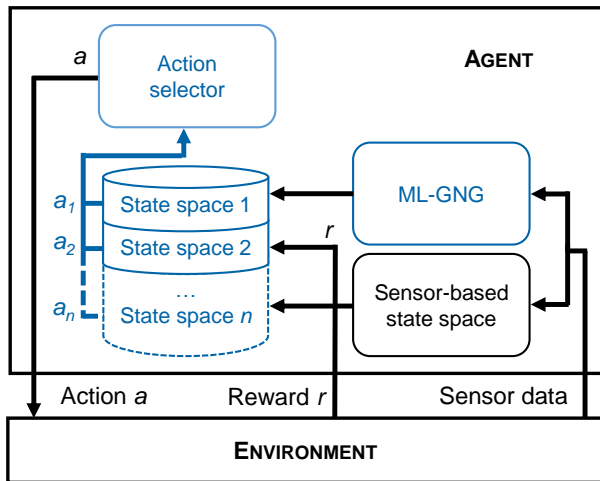 a
Action
selector
AGENT
a1
State space 1
ML-GNG
a2
State space 2
r
...
an
State space n
Sensor-based
state space
Action a
Reward r
Sensor data
ENVIRONMENT